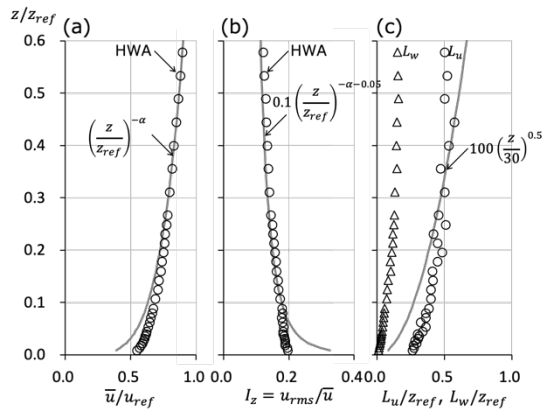 z/z_ref
(a) (b) (c)
HWA
(z/z_ref)^{-α}
HWA
0.1 (z/z_ref)^{-α-0.05}
L_w L_u
100 (z/30)^{0.5}
0.6
0.5
0.4
0.3
0.2
0.1
0.0
0.0 0.5 1.0
0.0 0.2 0.4
0.0 0.5 1.0
u̅/u_ref
I_z = u_rms/u̅
L_u/z_ref, L_w/z_ref